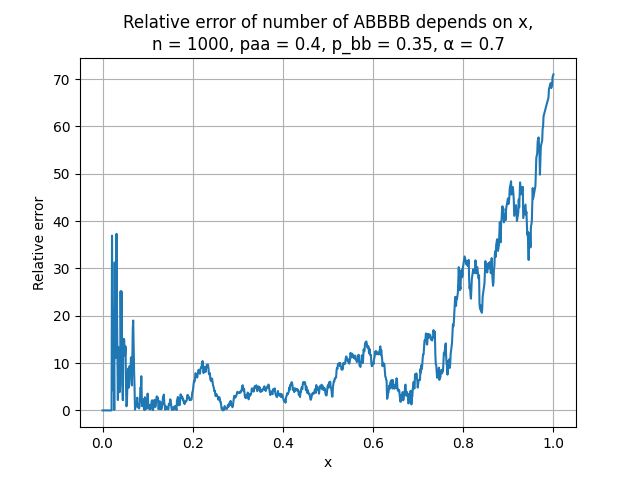 Relative error of number of ABBBB depends on x,
n = 1000, paa = 0.4, p_bb = 0.35, α = 0.7
70
60
50
40
30
20
10
0
Relative error
0.0 0.2 0.4 0.6 0.8 1.0
x